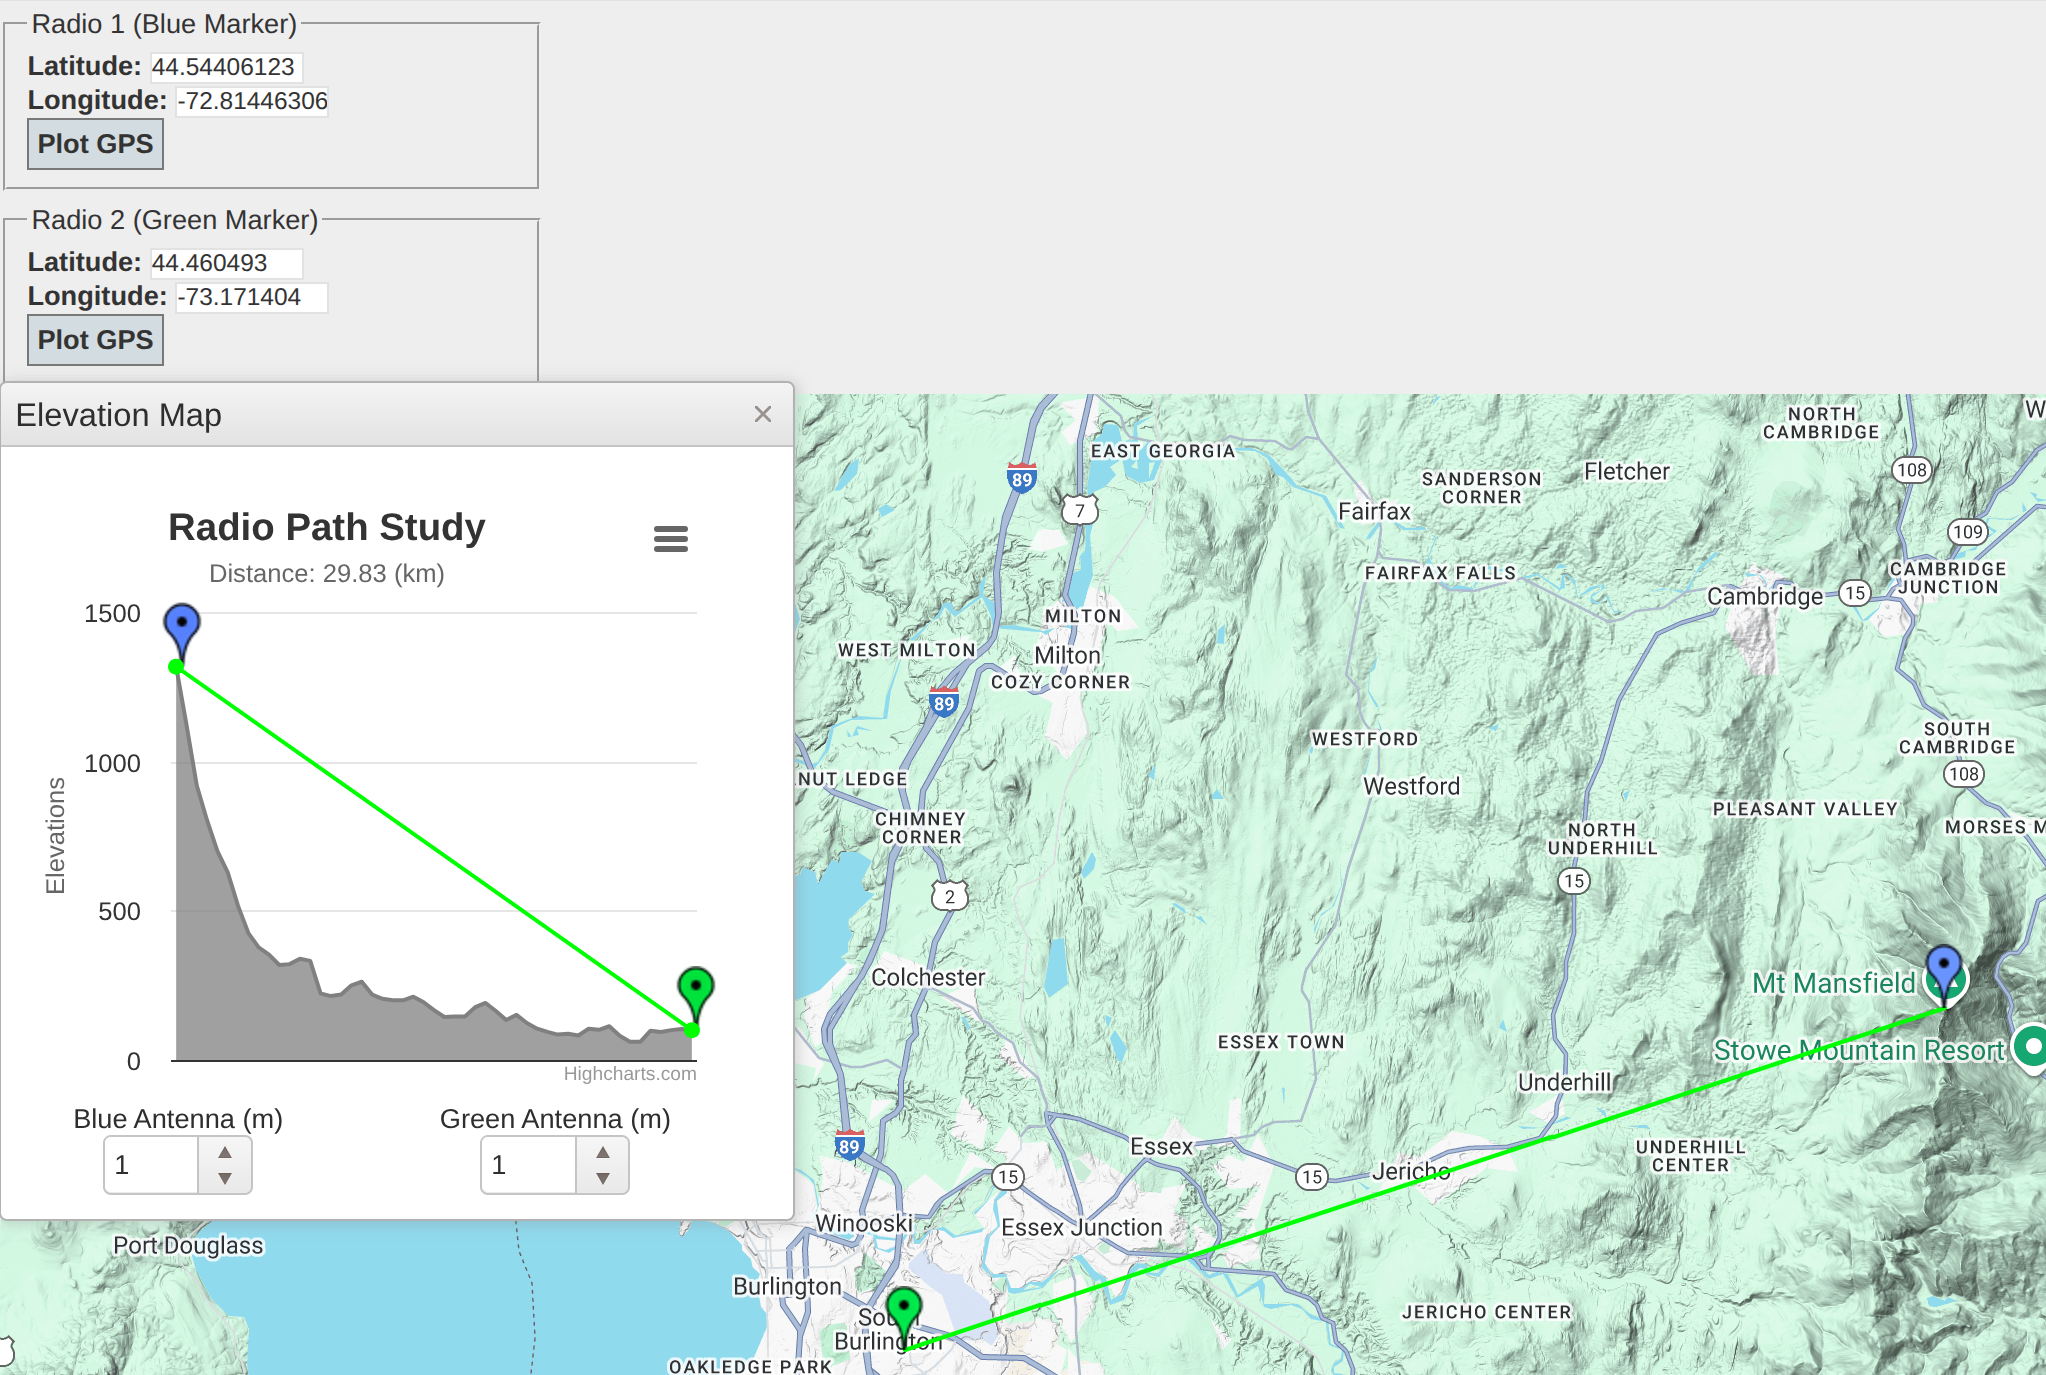 Radio 1 (Blue Marker)
Latitude: 44.54406123
Longitude: -72.81446306
Plot GPS
Radio 2 (Green Marker)
Latitude: 44.460493
Longitude: -73.171404
Plot GPS
Elevation Map
×
Radio Path Study
Distance: 29.83 (km)
Elevations
1500
1000
500
0
Highcharts.com
Blue Antenna (m)
1
Green Antenna (m)
1
NORTH
CAMBRIDGE
W
108
EAST GEORGIA
89
7
SANDERSON
CORNER
Fletcher
Fairfax
109
FAIRFAX FALLS
CAMBRIDGE
JUNCTION
Cambridge
15
MILTON
WEST MILTON
Milton
COZY CORNER
89
WESTFORD
SOUTH
CAMBRIDGE
NUT LEDGE
108
Westford
PLEASANT VALLEY
CHIMNEY
CORNER
NORTH
UNDERHILL
MORSES M
15
2
Colchester
Mt Mansfield
ESSEX TOWN
Stowe Mountain Resort
Underhill
89
Essex
UNDERHILL
CENTER
15
15
Jericho
Winooski
Essex Junction
Port Douglass
Burlington
JERICHO CENTER
South
Burlington
OAKLEDGE PARK